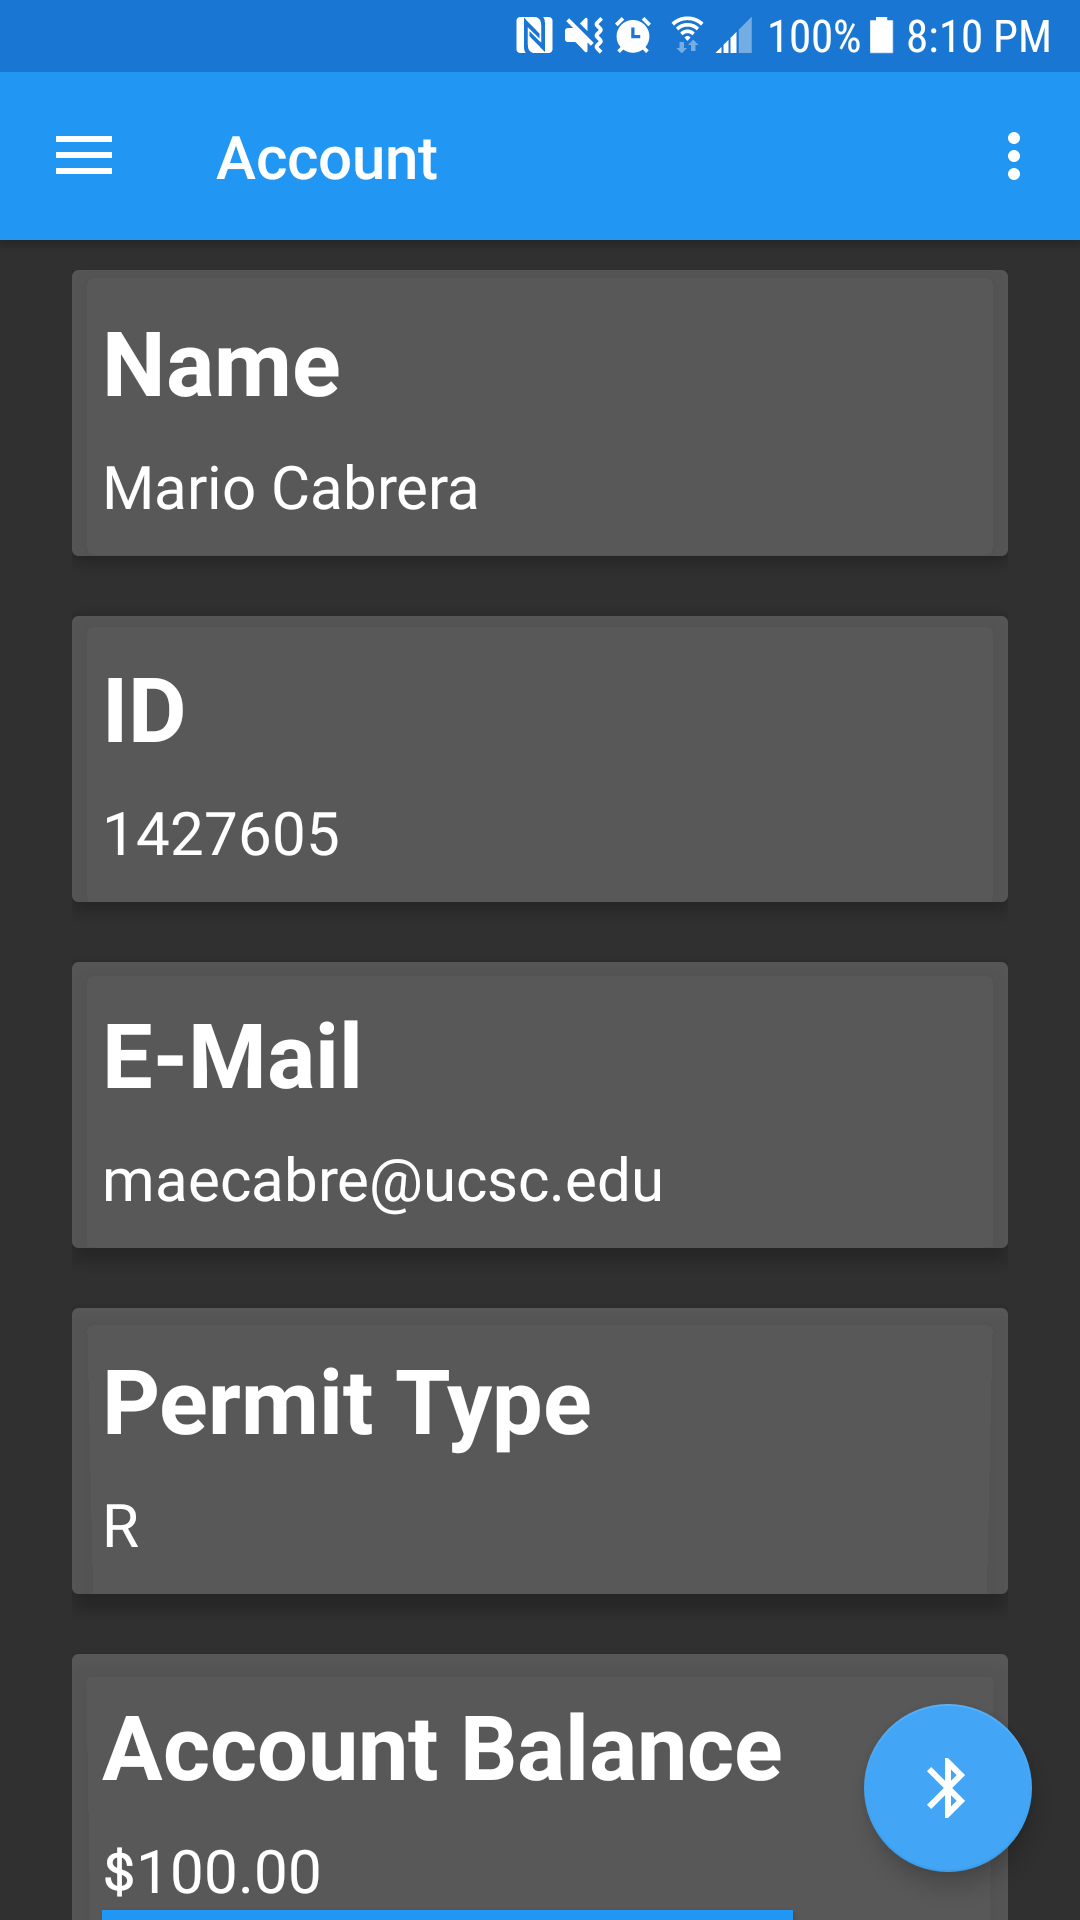 100% 8:10 PM
Account
Name
Mario Cabrera
ID
1427605
E-Mail
maecabre@ucsc.edu
Permit Type
R
Account Balance
$100.00